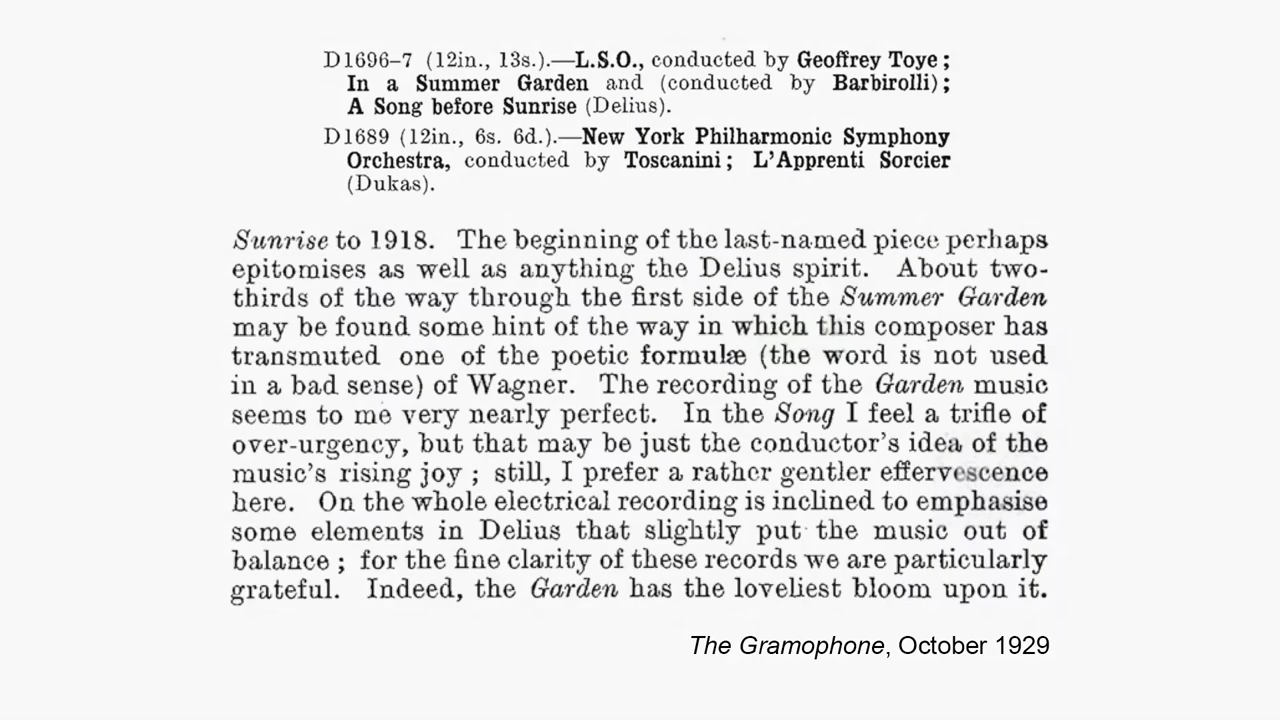 D1696–7 (12in., 13s.).—L.S.O., conducted by Geoffrey Toye;
In a Summer Garden and (conducted by Barbirolli);
A Song before Sunrise (Delius).
D1689 (12in., 6s. 6d.).—New York Philharmonic Symphony
Orchestra, conducted by Toscanini; L'Apprenti Sorcier
(Dukas).
Sunrise to 1918. The beginning of the last-named piece perhaps
epitomises as well as anything the Delius spirit. About two-
thirds of the way through the first side of the Summer Garden
may be found some hint of the way in which this composer has
transmuted one of the poetic formulæ (the word is not used
in a bad sense) of Wagner. The recording of the Garden music
seems to me very nearly perfect. In the Song I feel a trifle of
over-urgency, but that may be just the conductor's idea of the
music's rising joy; still, I prefer a rather gentler effervescence
here. On the whole electrical recording is inclined to emphasise
some elements in Delius that slightly put the music out of
balance; for the fine clarity of these records we are particularly
grateful. Indeed, the Garden has the loveliest bloom upon it.
The Gramophone, October 1929